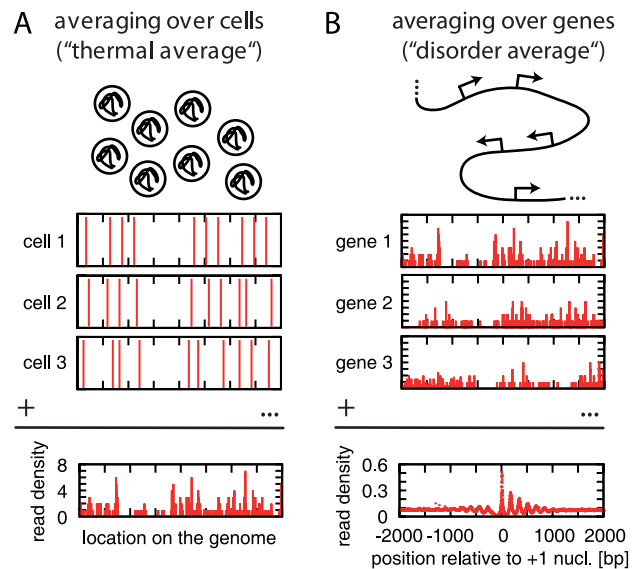 A
averaging over cells
(“thermal average“)
cell 1
cell 2
cell 3
+
...
read density
8
4
0
location on the genome
B
averaging over genes
(“disorder average“)
...
...
gene 1
gene 2
gene 3
+
...
read density
0.6
0.3
0
-2000 -1000 0 1000 2000
position relative to +1 nucl. [bp]